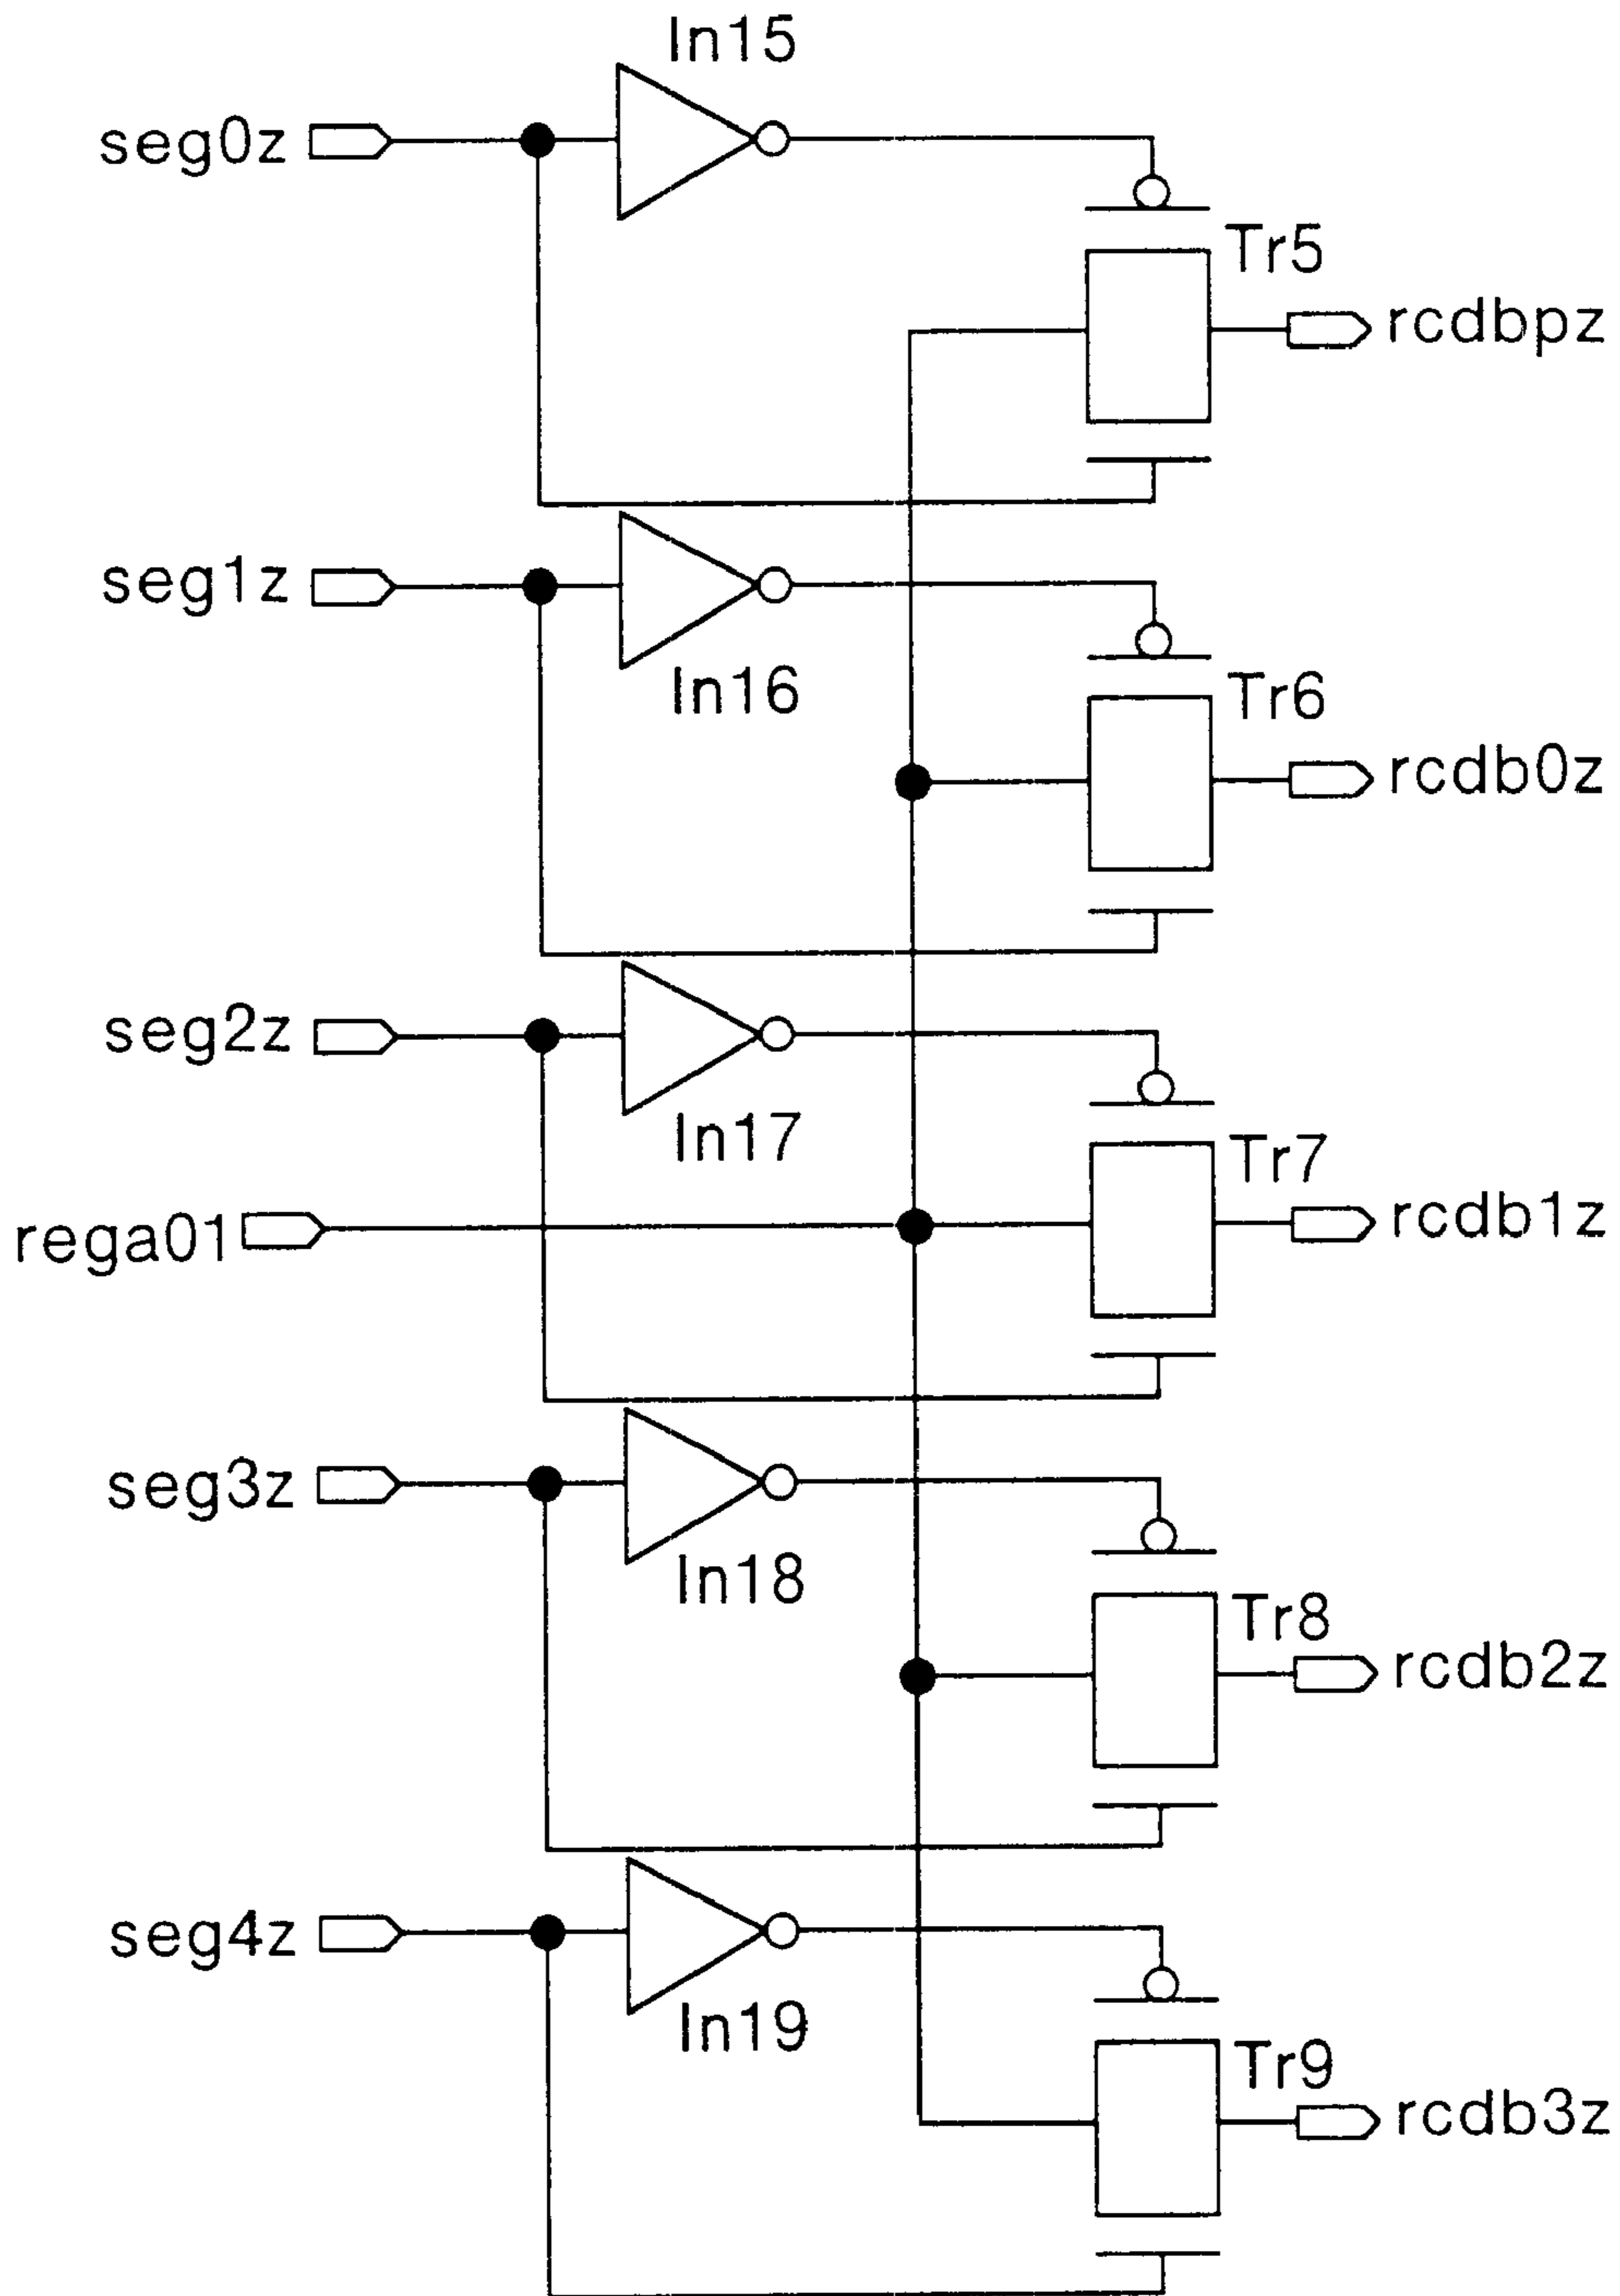 In15
seg0z
Tr5
rcdbpz
seg1z
In16
Tr6
rcdb0z
seg2z
In17
Tr7
rega01
rcdb1z
seg3z
In18
Tr8
rcdb2z
seg4z
In19
Tr9
rcdb3z